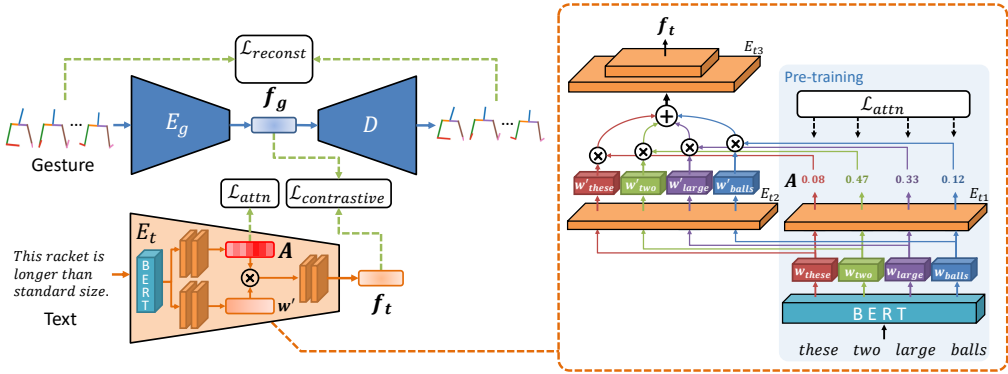 ℒ_reconst
f_g
E_g
D
...
...
Gesture
ℒ_attn
ℒ_contrastive
E_t
This racket is
longer than
standard size.
Text
BERT
A
w′
f_t
f_t
E_t3
Pre-training
ℒ_attn
w′_these
w′_two
w′_large
w′_balls
A
0.08
0.47
0.33
0.12
E_t2
E_t1
w_these
w_two
w_large
w_balls
BERT
these two large balls